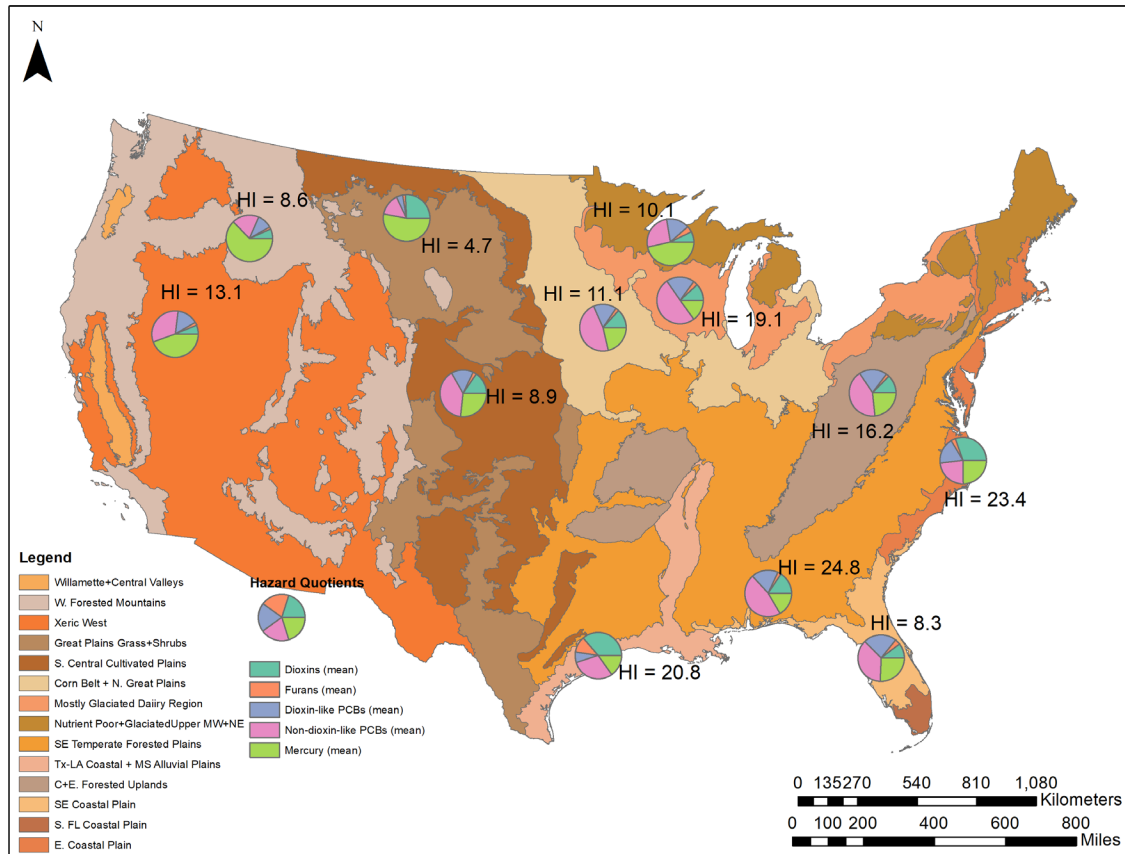 N
HI = 8.6
HI = 10.1
HI = 4.7
HI = 13.1
HI = 11.1
HI = 19.1
HI = 8.9
HI = 16.2
HI = 23.4
HI = 24.8
HI = 8.3
HI = 20.8
Legend
Willamette+Central Valleys
W. Forested Mountains
Xeric West
Great Plains Grass+Shrubs
S. Central Cultivated Plains
Corn Belt + N. Great Plains
Mostly Glaciated Daiiry Region
Nutrient Poor+GlaciatedUpper MW+NE
SE Temperate Forested Plains
Tx-LA Coastal + MS Alluvial Plains
C+E. Forested Uplands
SE Coastal Plain
S. FL Coastal Plain
E. Coastal Plain
Hazard Quotients
Dioxins (mean)
Furans (mean)
Dioxin-like PCBs (mean)
Non-dioxin-like PCBs (mean)
Mercury (mean)
0 135270 540 810 1,080
Kilometers
0 100 200 400 600 800
Miles